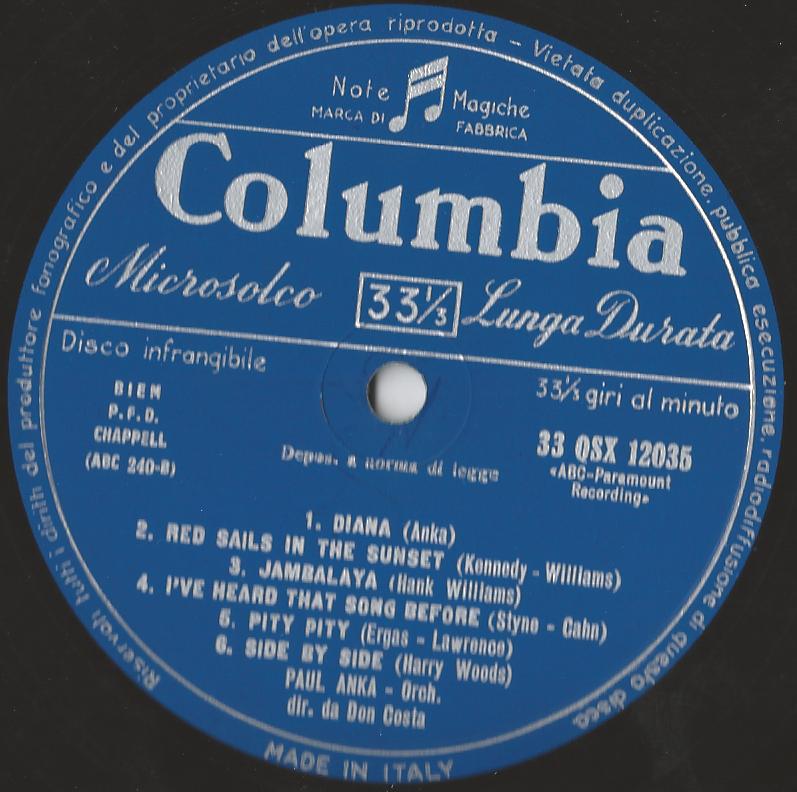 Riservati tutti i diritti del produttore fonografico e del proprietario dell'opera riprodotta - Vietata duplicazione, pubblica esecuzione, radiodiffusione di questo disco
Note Magiche
MARCA DI FABBRICA
Columbia
Microsolco 33⅓ Lunga Durata
Disco infrangibile
33⅓ giri al minuto
BIEM
P.F.D.
CHAPPELL
(ABC 240-B)
Depos. a norma di legge
33 QSX 12035
«ABC-Paramount
Recording»
1. DIANA (Anka)
2. RED SAILS IN THE SUNSET (Kennedy - Williams)
3. JAMBALAYA (Hank Williams)
4. I'VE HEARD THAT SONG BEFORE (Styne - Cahn)
5. PITY PITY (Ergas - Lawrence)
6. SIDE BY SIDE (Harry Woods)
PAUL ANKA - Orch.
dir. da Don Costa
MADE IN ITALY